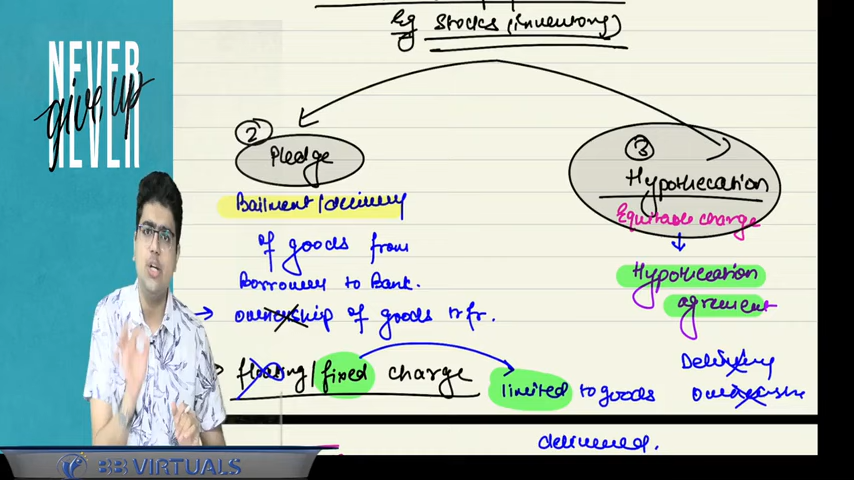 NEVER
give up
NEVER
Eg Stocks (inventory)
②
Pledge
Bailment/delivery
of goods from
Borrower to Bank.
→ ownership of goods trfr.
floating/fixed charge
limited to goods
delivered.
③
Hypothecation
Equitable charge
Hypothecation
agreement
Delivery
Ownership
BB VIRTUALS